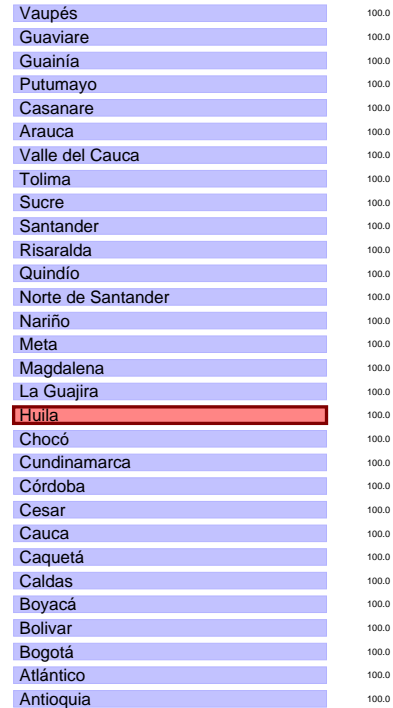 Vaupés 100.0
Guaviare 100.0
Guainía 100.0
Putumayo 100.0
Casanare 100.0
Arauca 100.0
Valle del Cauca 100.0
Tolima 100.0
Sucre 100.0
Santander 100.0
Risaralda 100.0
Quindío 100.0
Norte de Santander 100.0
Nariño 100.0
Meta 100.0
Magdalena 100.0
La Guajira 100.0
Huila 100.0
Chocó 100.0
Cundinamarca 100.0
Córdoba 100.0
Cesar 100.0
Cauca 100.0
Caquetá 100.0
Caldas 100.0
Boyacá 100.0
Bolivar 100.0
Bogotá 100.0
Atlántico 100.0
Antioquia 100.0